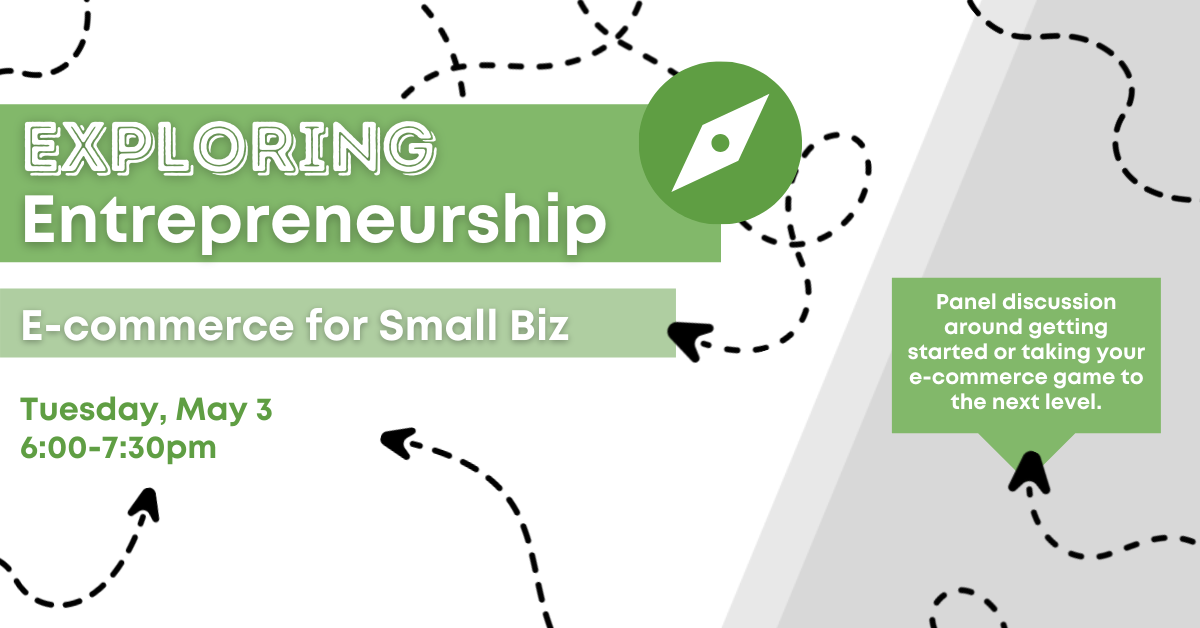 EXPLORING
Entrepreneurship
E-commerce for Small Biz
Tuesday, May 3
6:00-7:30pm
Panel discussion
around getting
started or taking your
e-commerce game to
the next level.